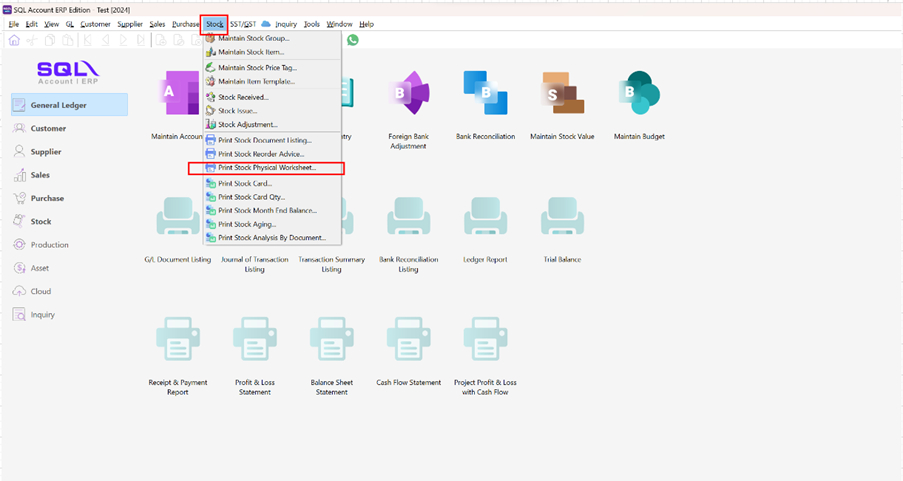 SQL Account ERP Edition - Test [2024]
File Edit View GL Customer Supplier Sales Purchase Stock SST/GST Inquiry Tools Window Help
SQL
Account | ERP
General Ledger
Customer
Supplier
Sales
Purchase
Stock
Production
Asset
Cloud
Inquiry
Maintain Stock Group...
Maintain Stock Item...
Maintain Stock Price Tag...
Maintain Item Template...
Stock Received...
Stock Issue...
Stock Adjustment...
Print Stock Document Listing...
Print Stock Reorder Advice...
Print Stock Physical Worksheet...
Print Stock Card...
Print Stock Card Qty...
Print Stock Month End Balance...
Print Stock Aging...
Print Stock Analysis By Document...
A
B
B
S
B
Maintain Accou
try
Foreign Bank
Adjustment
Bank Reconciliation
Maintain Stock Value
Maintain Budget
G/L Document Listing
Journal of Transaction
Listing
Transaction Summary
Listing
Bank Reconciliation
Listing
Ledger Report
Trial Balance
Receipt & Payment
Report
Profit & Loss
Statement
Balance Sheet
Statement
Cash Flow Statement
Project Profit & Loss
with Cash Flow